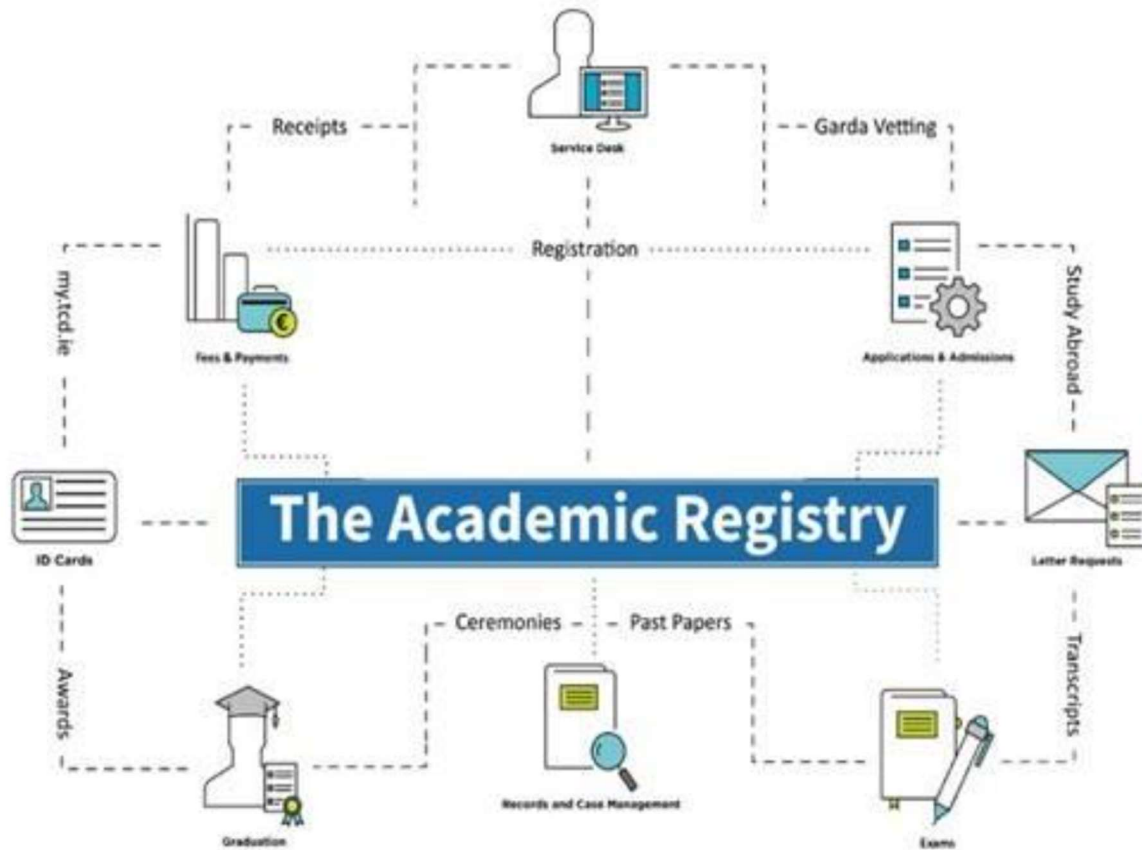 Receipts
Garda Vetting
Service Desk
Registration
my.tcd.ie
Study Abroad
Fees & Payments
Applications & Admissions
The Academic Registry
ID Cards
Letter Requests
Ceremonies
Past Papers
Awards
Transcripts
Records and Case Management
Graduation
Exams
€